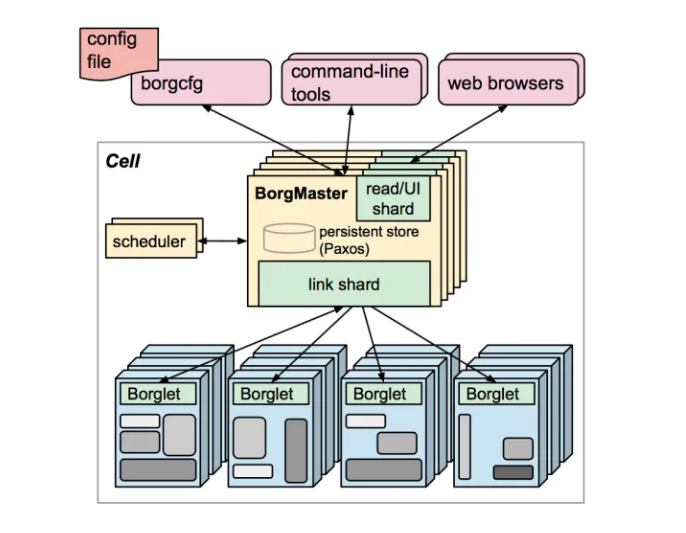 config
file
borgcfg
command-line
tools
web browsers
Cell
BorgMaster
read/UI
shard
scheduler
persistent store
(Paxos)
link shard
Borglet
Borglet
Borglet
Borglet